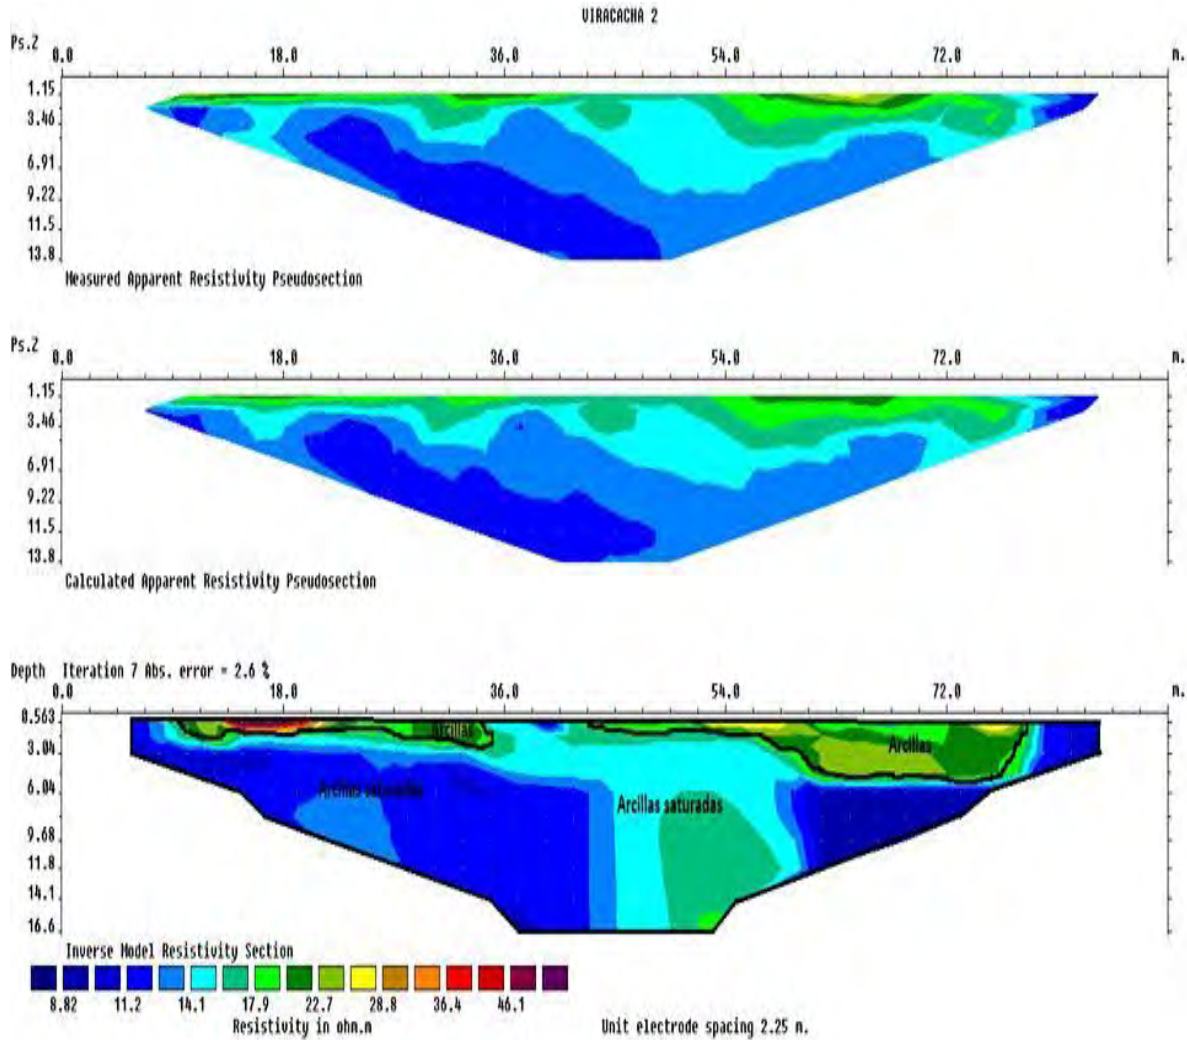 VIRACACHA 2
Ps.Z 0.0 18.0 36.0 54.0 72.0 m.
1.15
3.46
6.91
9.22
11.5
13.8
Measured Apparent Resistivity Pseudosection
Ps.Z 0.0 18.0 36.0 54.0 72.0 m.
1.15
3.46
6.91
9.22
11.5
13.8
Calculated Apparent Resistivity Pseudosection
Depth Iteration 7 Abs. error = 2.6 %
0.0 18.0 36.0 54.0 72.0 m.
0.563
Arcillas
3.04
Arcillas
6.04
Arcillas saturadas
Arcillas saturadas
9.68
11.8
14.1
16.6
Inverse Model Resistivity Section
8.82 11.2 14.1 17.9 22.7 28.8 36.4 46.1
Resistivity in ohm.m
Unit electrode spacing 2.25 m.